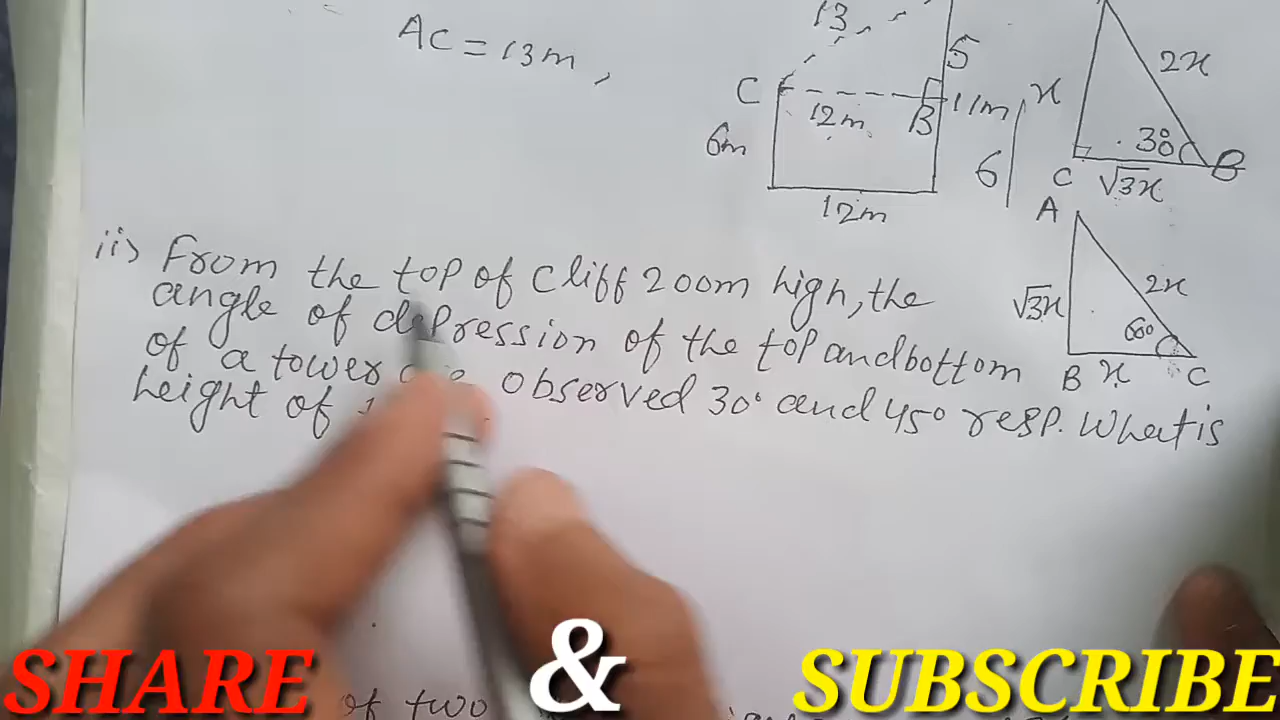 AC = 13m,
13
5
C
12m
B
11m
6m
6
12m
2x
x
30°
C
√3x
B
A
2x
√3x
60°
B
x
C
ii) From the top of cliff 200m high, the
angle of depression of the top and bottom
of a tower observed 30° and 45° resp. What is
height of
of two
SHARE & SUBSCRIBE